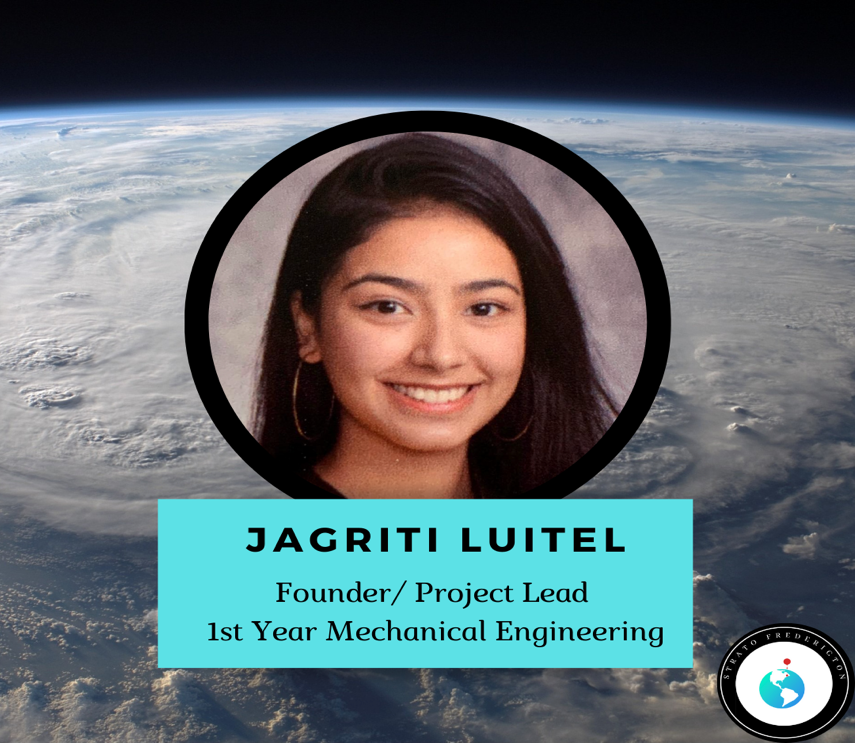 JAGRITI LUITEL
Founder/ Project Lead
1st Year Mechanical Engineering
STRATO FREDERICTON